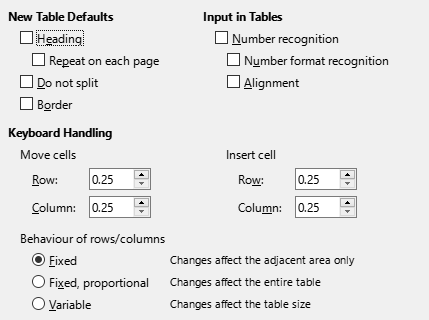 New Table Defaults Input in Tables
Heading Number recognition
Repeat on each page Number format recognition
Do not split Alignment
Border
Keyboard Handling
Move cells Insert cell
Row: 0.25 Row: 0.25
Column: 0.25 Column: 0.25
Behaviour of rows/columns
Fixed Changes affect the adjacent area only
Fixed, proportional Changes affect the entire table
Variable Changes affect the table size